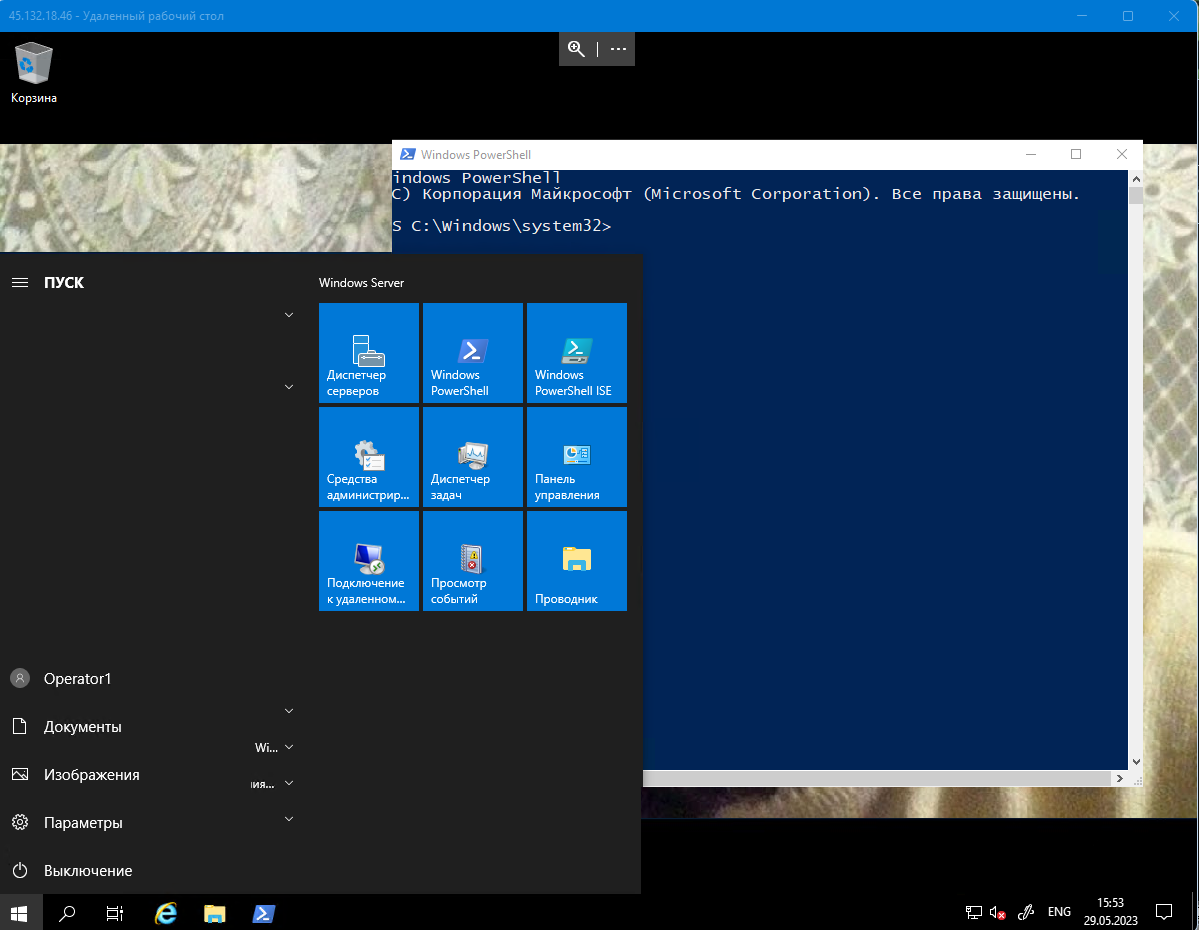 45.132.18.46 - Удаленный рабочий стол
Корзина
Windows PowerShell
indows PowerShell
C) Корпорация Майкрософт (Microsoft Corporation). Все права защищены.
S C:\Windows\system32>
ПУСК
Windows Server
Диспетчер
серверов
Windows
PowerShell
Windows
PowerShell ISE
Средства
администрир...
Диспетчер
задач
Панель
управления
Подключение
к удаленном...
Просмотр
событий
Проводник
Operator1
Документы
Wi...
Изображения
ия...
Параметры
Выключение
ENG
15:53
29.05.2023